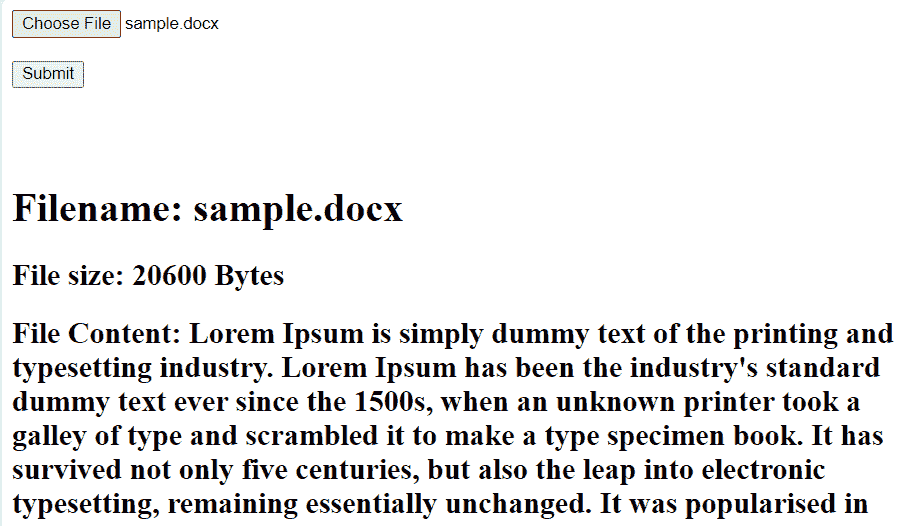 Choose File sample.docx
Submit
Filename: sample.docx
File size: 20600 Bytes
File Content: Lorem Ipsum is simply dummy text of the printing and
typesetting industry. Lorem Ipsum has been the industry's standard
dummy text ever since the 1500s, when an unknown printer took a
galley of type and scrambled it to make a type specimen book. It has
survived not only five centuries, but also the leap into electronic
typesetting, remaining essentially unchanged. It was popularised in